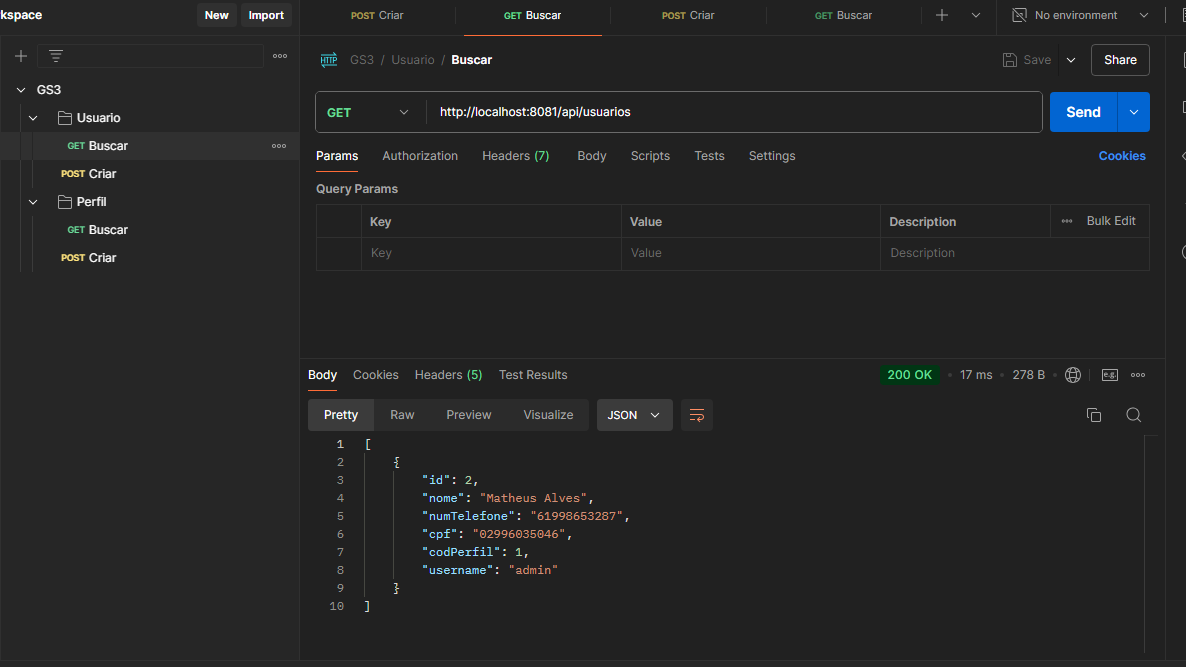 kspace
New
Import
POST Criar
GET Buscar
POST Criar
GET Buscar
No environment
HTTP
GS3 / Usuario / Buscar
Save
Share
GS3
Usuario
GET Buscar
POST Criar
Perfil
GET Buscar
POST Criar
GET
http://localhost:8081/api/usuarios
Send
Params
Authorization
Headers (7)
Body
Scripts
Tests
Settings
Cookies
Query Params
Key
Value
Description
Bulk Edit
Key
Value
Description
Body
Cookies
Headers (5)
Test Results
200 OK
17 ms
278 B
e.g.
Pretty
Raw
Preview
Visualize
JSON
1 [
2 {
3 "id": 2,
4 "nome": "Matheus Alves",
5 "numTelefone": "61998653287",
6 "cpf": "02996035046",
7 "codPerfil": 1,
8 "username": "admin"
9 }
10 ]